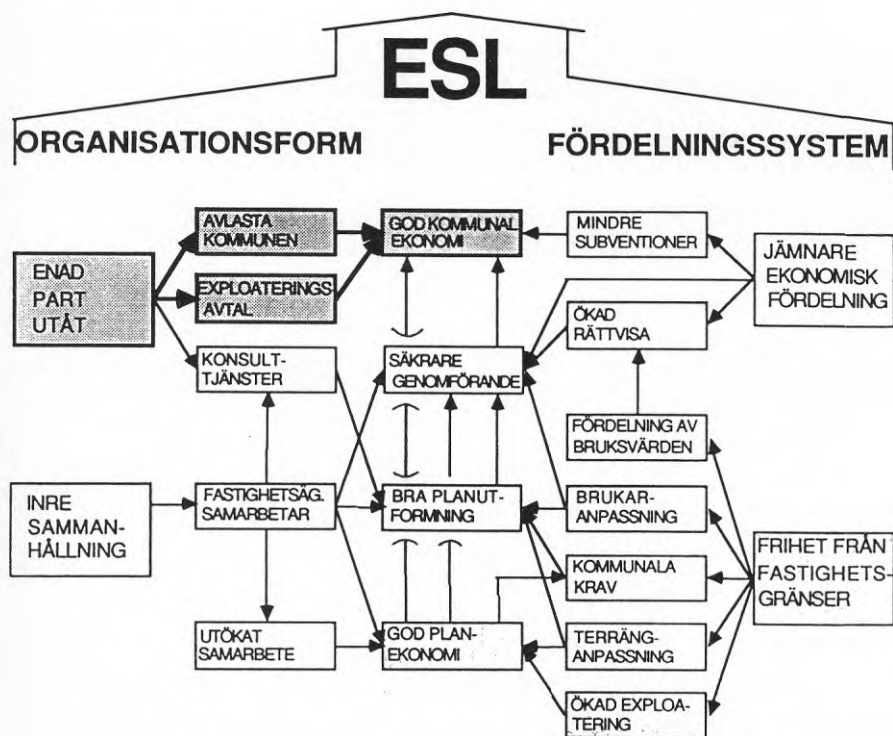 ESL
ORGANISATIONSFORM
FÖRDELNINGSSYSTEM
AVLASTA
KOMMUNEN
GOD KOMMUNAL
EKONOMI
MINDRE
SUBVENTIONER
ENAD
PART
UTÅT
EXPLOATERINGS
AVTAL
ÖKAD
RÄTTVISA
JÄMNARE
EKONOMISK
FÖRDELNING
KONSULT-
TJÄNSTER
SÄKRARE
GENOMFÖRANDE
FÖRDELNING AV
BRUKSVÄRDEN
INRE
SAMMAN-
HÅLLNING
FASTIGHETSÄG.
SAMARBETAR
BRA PLANUT-
FORMNING
BRUKAR-
ANPASSNING
KOMMUNALA
KRAV
FRIHET FRÅN
FASTIGHETS-
GRÄNSER
UTÖKAT
SAMARBETE
GOD PLAN-
EKONOMI
TERRÄNG-
ANPASSNING
ÖKAD EXPLOA-
TERING